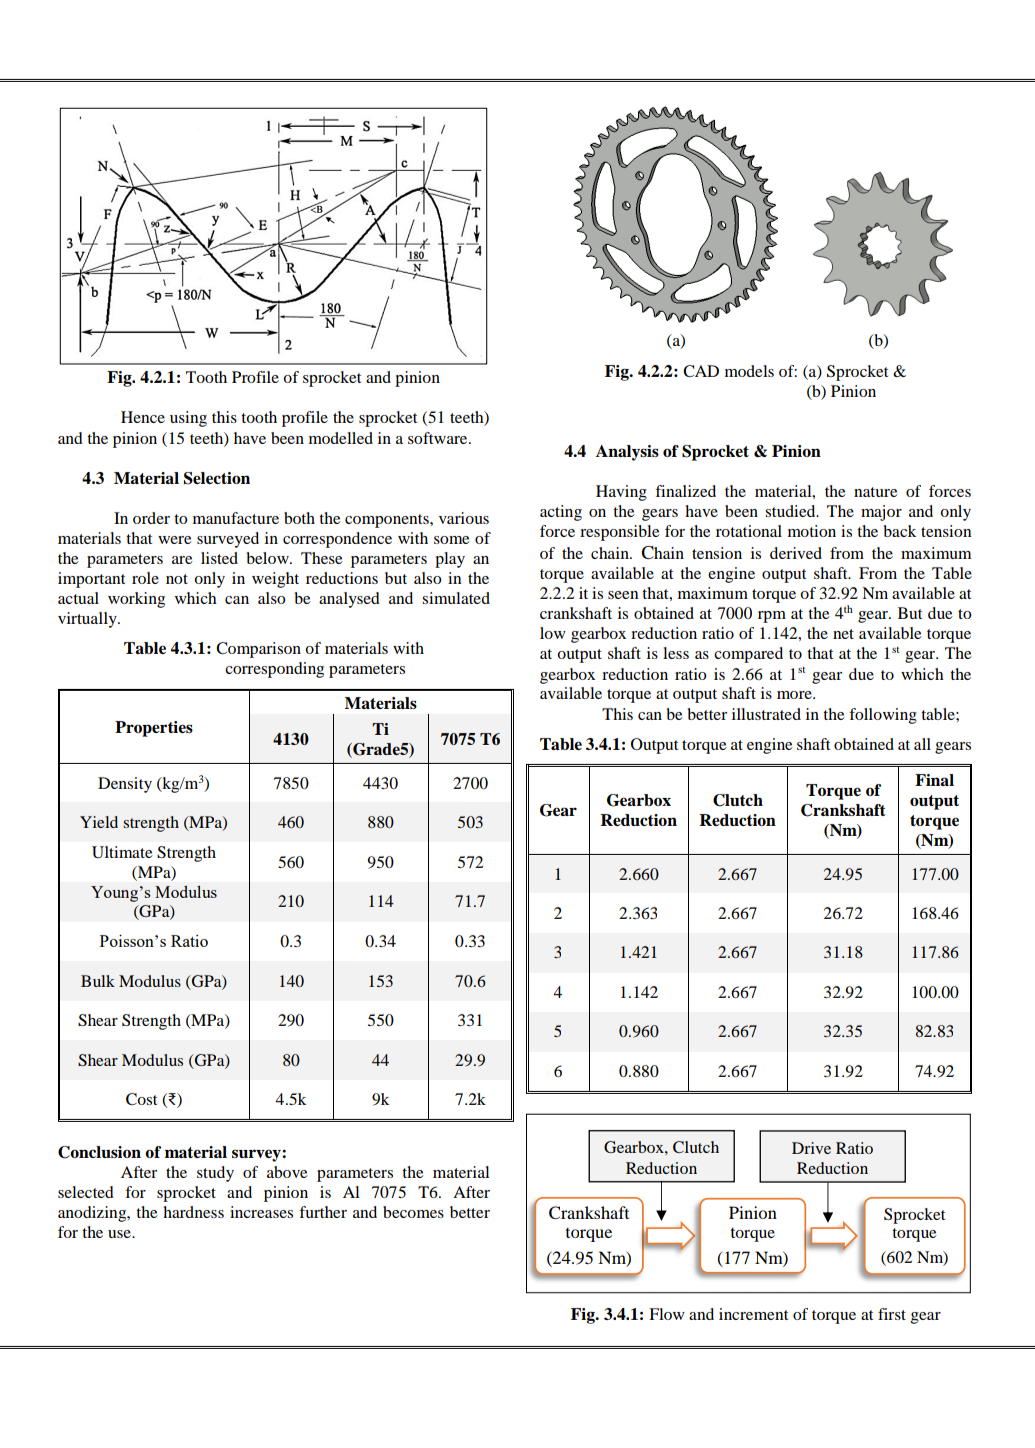 1
S
M
N
c
H
<B
A
F
90
T
90
y
E
z
3
V
a
J
4
P
x
R
180
N
b
<p = 180/N
L
180
N
W
2
Fig. 4.2.1: Tooth Profile of sprocket and pinion
Hence using this tooth profile the sprocket (51 teeth)
and the pinion (15 teeth) have been modelled in a software.
4.3 Material Selection
In order to manufacture both the components, various
materials that were surveyed in correspondence with some of
the parameters are listed below. These parameters play an
important role not only in weight reductions but also in the
actual working which can also be analysed and simulated
virtually.
Table 4.3.1: Comparison of materials with
corresponding parameters
Properties
Materials
4130
Ti
(Grade5)
7075 T6
Density (kg/m³) 7850 4430 2700
Yield strength (MPa) 460 880 503
Ultimate Strength
(MPa) 560 950 572
Young's Modulus
(GPa) 210 114 71.7
Poisson's Ratio 0.3 0.34 0.33
Bulk Modulus (GPa) 140 153 70.6
Shear Strength (MPa) 290 550 331
Shear Modulus (GPa) 80 44 29.9
Cost (₹) 4.5k 9k 7.2k
Conclusion of material survey:
After the study of above parameters the material
selected for sprocket and pinion is Al 7075 T6. After
anodizing, the hardness increases further and becomes better
for the use.
(a) (b)
Fig. 4.2.2: CAD models of: (a) Sprocket &
(b) Pinion
4.4 Analysis of Sprocket & Pinion
Having finalized the material, the nature of forces
acting on the gears have been studied. The major and only
force responsible for the rotational motion is the back tension
of the chain. Chain tension is derived from the maximum
torque available at the engine output shaft. From the Table
2.2.2 it is seen that, maximum torque of 32.92 Nm available at
crankshaft is obtained at 7000 rpm at the 4th gear. But due to
low gearbox reduction ratio of 1.142, the net available torque
at output shaft is less as compared to that at the 1st gear. The
gearbox reduction ratio is 2.66 at 1st gear due to which the
available torque at output shaft is more.
This can be better illustrated in the following table;
Table 3.4.1: Output torque at engine shaft obtained at all gears
Gear
Gearbox
Reduction
Clutch
Reduction
Torque of
Crankshaft
(Nm)
Final
output
torque
(Nm)
1 2.660 2.667 24.95 177.00
2 2.363 2.667 26.72 168.46
3 1.421 2.667 31.18 117.86
4 1.142 2.667 32.92 100.00
5 0.960 2.667 32.35 82.83
6 0.880 2.667 31.92 74.92
Gearbox, Clutch
Reduction
Drive Ratio
Reduction
Crankshaft
torque
(24.95 Nm)
Pinion
torque
(177 Nm)
Sprocket
torque
(602 Nm)
Fig. 3.4.1: Flow and increment of torque at first gear